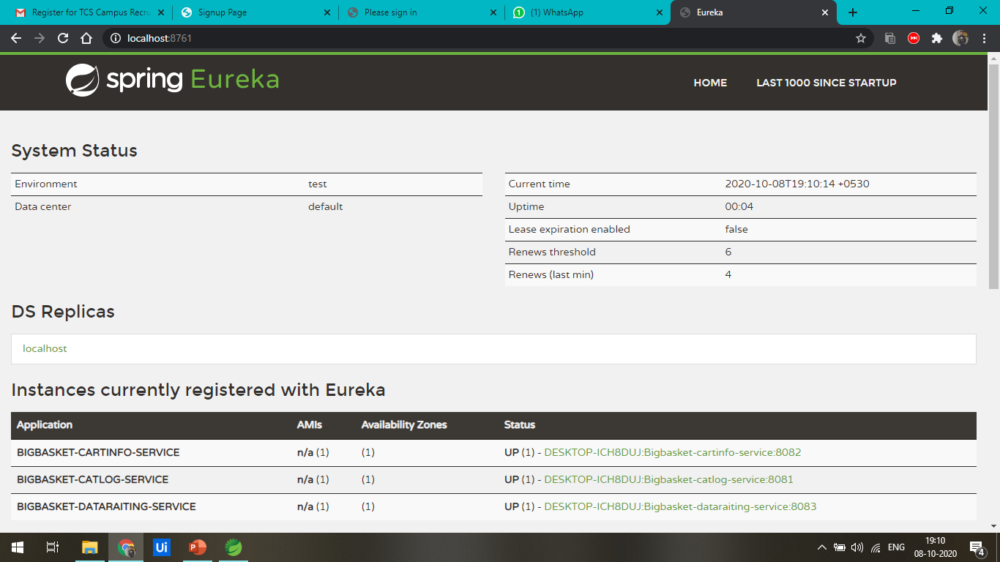 Register for TCS Campus Recru
Signup Page
Please sign in
(1) WhatsApp
Eureka
localhost:8761
spring Eureka
HOME
LAST 1000 SINCE STARTUP
System Status
Environment test
Data center default
Current time 2020-10-08T19:10:14 +0530
Uptime 00:04
Lease expiration enabled false
Renews threshold 6
Renews (last min) 4
DS Replicas
localhost
Instances currently registered with Eureka
Application AMIs Availability Zones Status
BIGBASKET-CARTINFO-SERVICE n/a (1) (1) UP (1) - DESKTOP-ICH8DUJ:Bigbasket-cartinfo-service:8082
BIGBASKET-CATLOG-SERVICE n/a (1) (1) UP (1) - DESKTOP-ICH8DUJ:Bigbasket-catlog-service:8081
BIGBASKET-DATARAITING-SERVICE n/a (1) (1) UP (1) - DESKTOP-ICH8DUJ:Bigbasket-dataraiting-service:8083
Ui
ENG
19:10
08-10-2020
4